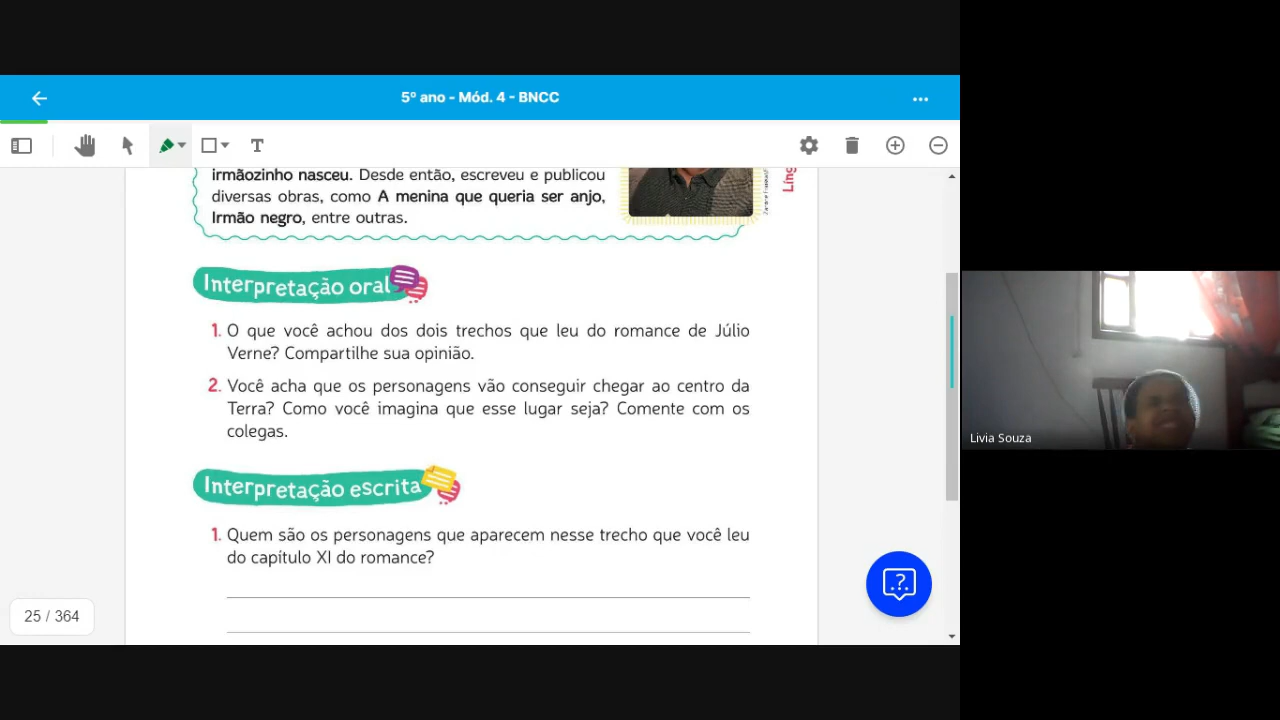 5º ano - Mód. 4 - BNCC
irmãozinho nasceu. Desde então, escreveu e publicou
diversas obras, como A menina que queria ser anjo,
Irmão negro, entre outras.
Líng
Interpretação oral
1. O que você achou dos dois trechos que leu do romance de Júlio
Verne? Compartilhe sua opinião.
2. Você acha que os personagens vão conseguir chegar ao centro da
Terra? Como você imagina que esse lugar seja? Comente com os
colegas.
Interpretação escrita
1. Quem são os personagens que aparecem nesse trecho que você leu
do capítulo XI do romance?
25 / 364
Livia Souza